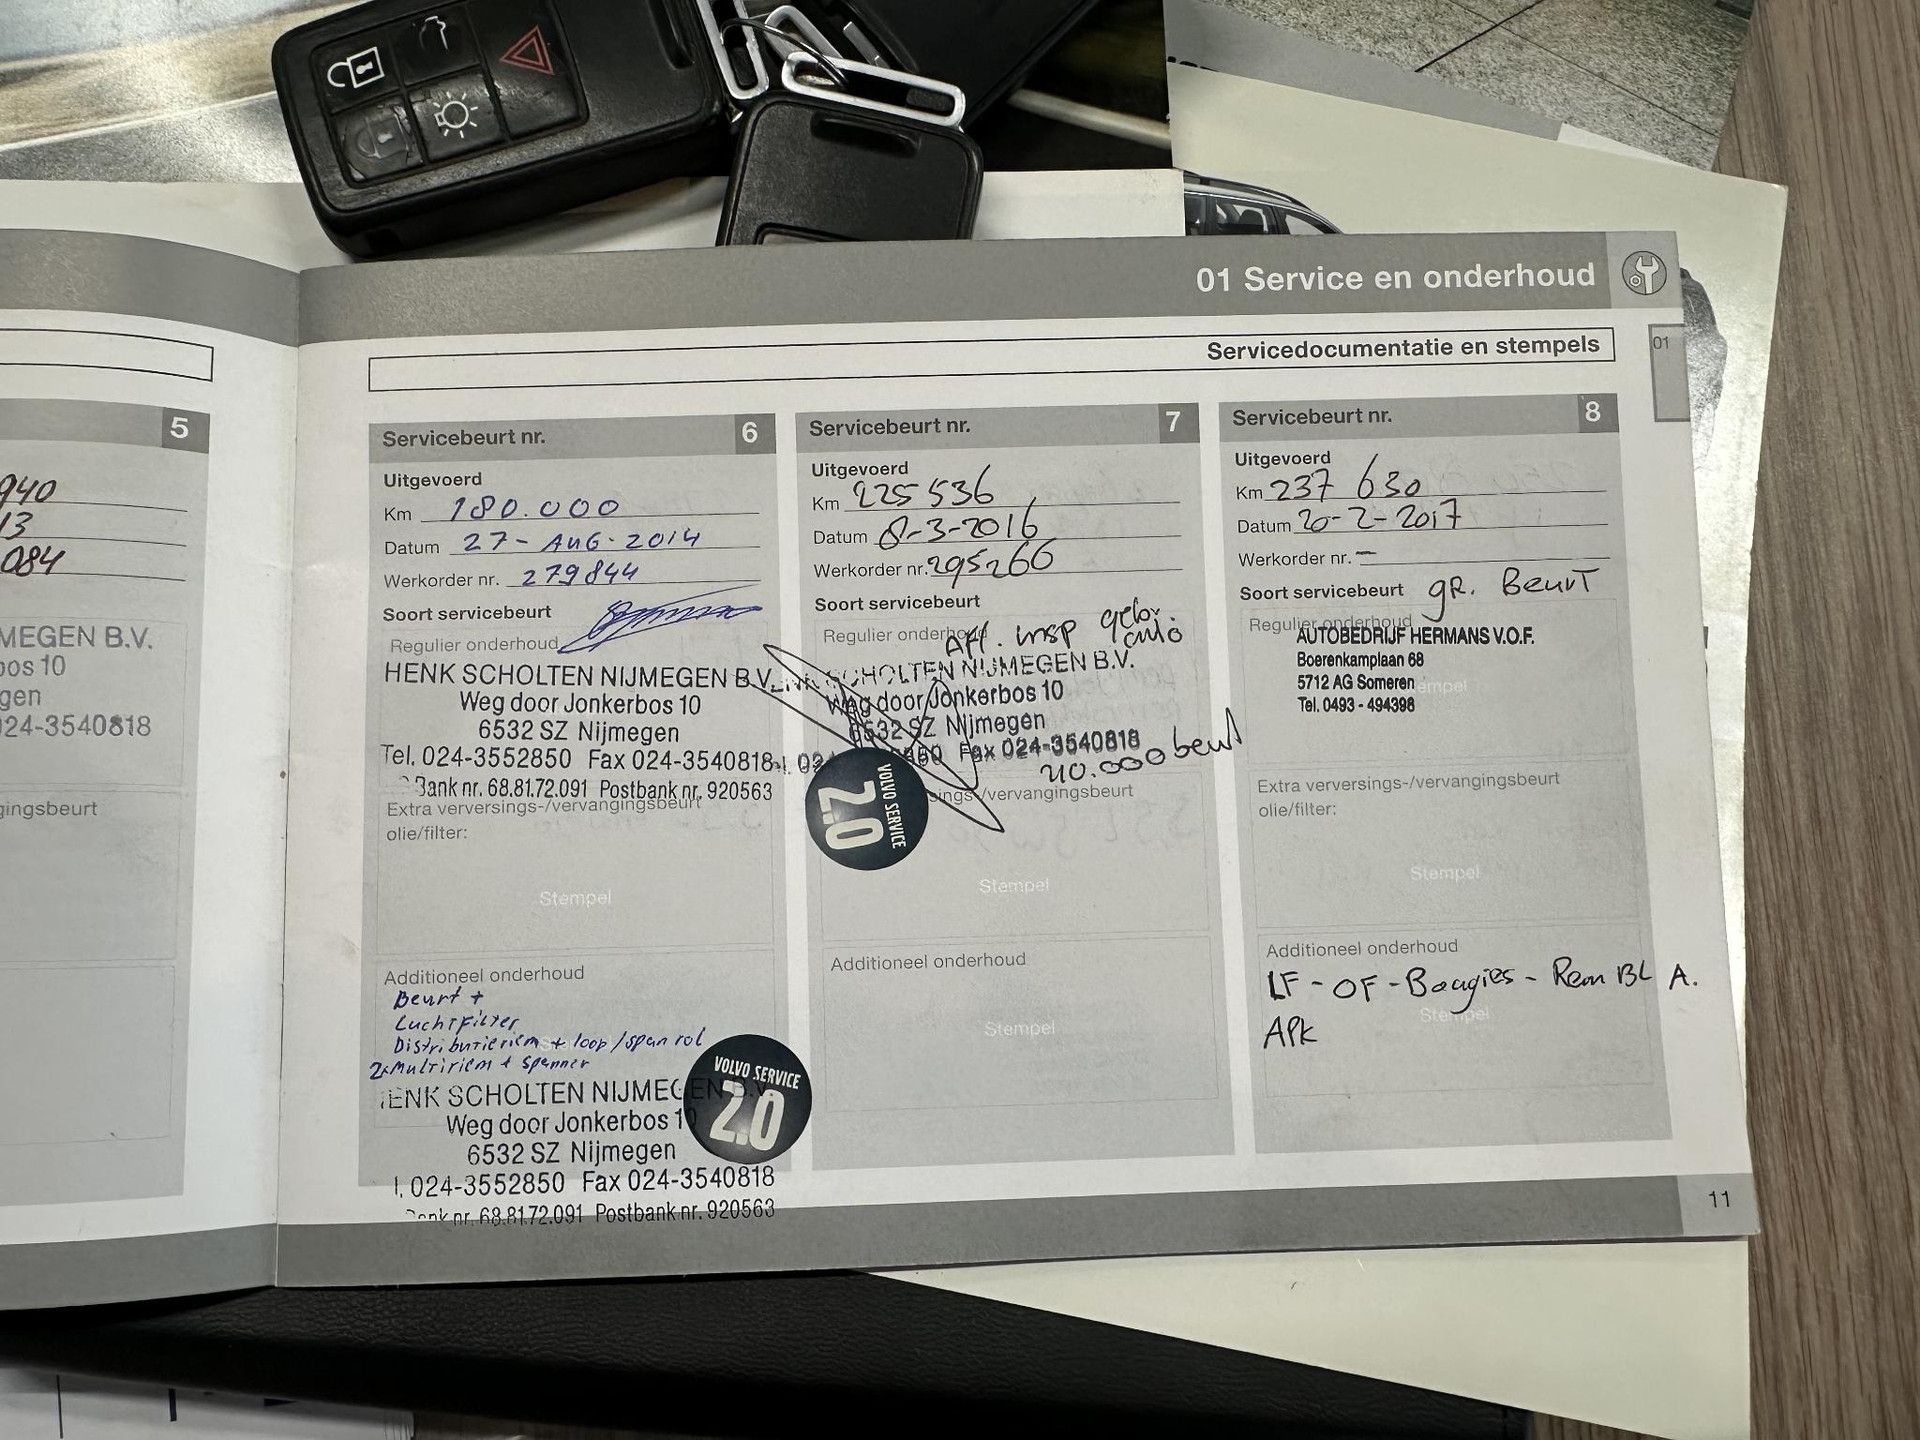 01 Service en onderhoud
01
Servicedocumentatie en stempels
5
940
13
084
MEGEN B.V.
os 10
gen
024-3540818
gingsbeurt
Servicebeurt nr. 6
Uitgevoerd
Km 180.000
Datum 27-AUG-2014
Werkorder nr. 279844
Soort servicebeurt
Regulier onderhoud
HENK SCHOLTEN NIJMEGEN B.V.
Weg door Jonkerbos 10
6532 SZ Nijmegen
Tel. 024-3552850 Fax 024-3540818
Bank nr. 68.81.72.091 Postbank nr. 920563
Extra verversings-/vervangingsbeurt
olie/filter:
Stempel
Additioneel onderhoud
Beurt +
Luchtfilter
Distributieriem + loop/span rol
2x Multiriem + spanner
HENK SCHOLTEN NIJMEGEN B.V.
Weg door Jonkerbos 10
6532 SZ Nijmegen
l. 024-3552850 Fax 024-3540818
Bank nr. 68.81.72.091 Postbank nr. 920563
VOLVO SERVICE
2.0
Servicebeurt nr. 7
Uitgevoerd
Km 225536
Datum 8-3-2016
Werkorder nr. 295266
Soort servicebeurt
Regulier onderhoud
Afl. insp
SCHOLTEN NIJMEGEN B.V.
Weg door Jonkerbos 10
6532 SZ Nijmegen
Fax 024-3540818
210.000 beurt
VOLVO SERVICE
2.0
sings-/vervangingsbeurt
Stempel
Additioneel onderhoud
Stempel
Servicebeurt nr. 8
Uitgevoerd
Km 237 630
Datum 20-2-2017
Werkorder nr. -
Soort servicebeurt gr. Beurt
Regulier onderhoud
AUTOBEDRIJF HERMANS V.O.F.
Boerenkamplaan 68
5712 AG Someren
Tel. 0493 - 494398
Extra verversings-/vervangingsbeurt
olie/filter:
Stempel
Additioneel onderhoud
LF - OF - Bougies - Rem BL A.
Stempel
APK
11